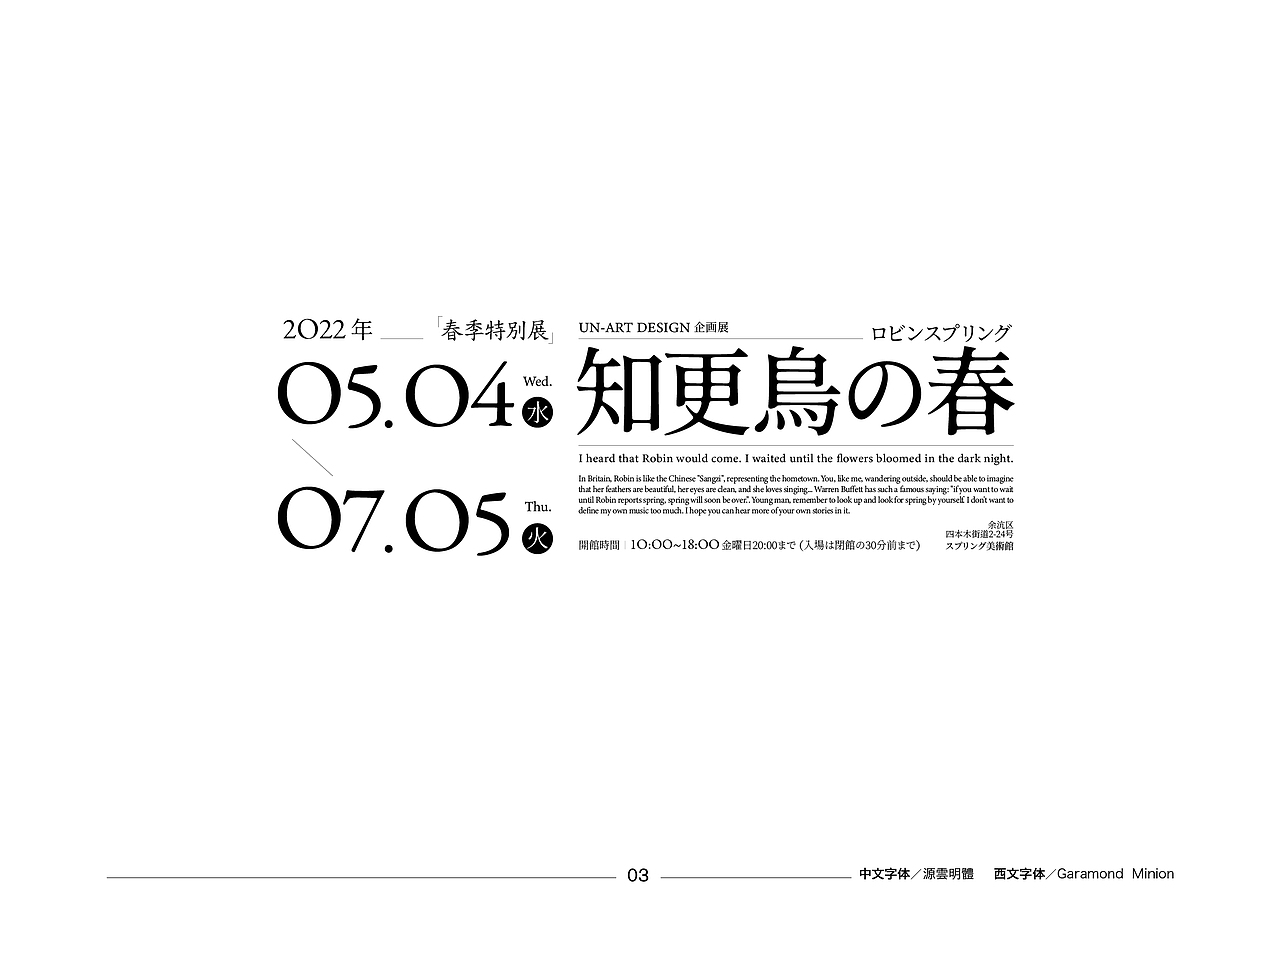 2022 年
「春季特別展」
05. 04
Wed.
水
07. 05
Thu.
火
UN-ART DESIGN 企画展
ロビンスプリング
知更鳥の春
I heard that Robin would come. I waited until the flowers bloomed in the dark night.
In Britain, Robin is like the Chinese "Sangzi", representing the hometown. You, like me, wandering outside, should be able to imagine
that her feathers are beautiful, her eyes are clean, and she loves singing... Warren Buffett has such a famous saying: "if you want to wait
until Robin reports spring, spring will soon be over.". Young man, remember to look up and look for spring by yourself. I don't want to
define my own music too much. I hope you can hear more of your own stories in it.
開館時間 | 10:00~18:00 金曜日20:00まで (入場は閉館の30分前まで)
余沆区
四本木街道2-24号
スプリング美術館
03
中文字体／源雲明體 西文字体／Garamond Minion